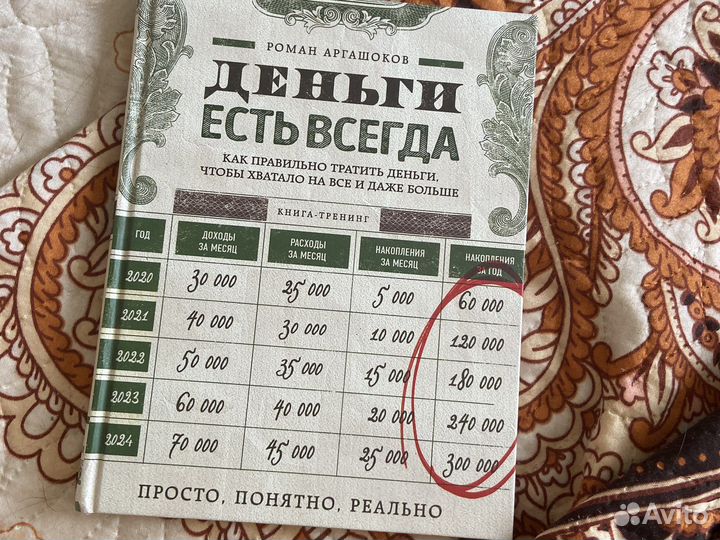 РОМАН АРГАШОКОВ
ДЕНЬГИ
ЕСТЬ ВСЕГДА
КАК ПРАВИЛЬНО ТРАТИТЬ ДЕНЬГИ,
ЧТОБЫ ХВАТАЛО НА ВСЕ И ДАЖЕ БОЛЬШЕ
КНИГА-ТРЕНИНГ
ГОД ДОХОДЫ ЗА МЕСЯЦ РАСХОДЫ ЗА МЕСЯЦ НАКОПЛЕНИЯ ЗА МЕСЯЦ НАКОПЛЕНИЯ ЗА ГОД
2020 30 000 25 000 5 000 60 000
2021 40 000 30 000 10 000 120 000
2022 50 000 35 000 15 000 180 000
2023 60 000 40 000 20 000 240 000
2024 70 000 45 000 25 000 300 000
ПРОСТО, ПОНЯТНО, РЕАЛЬНО
Avito